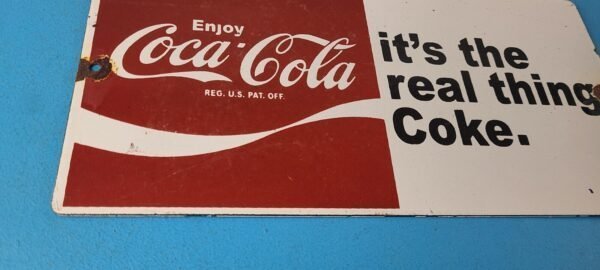 Enjoy
Coca-Cola
REG. U.S. PAT. OFF.
it's the
real thing
Coke.